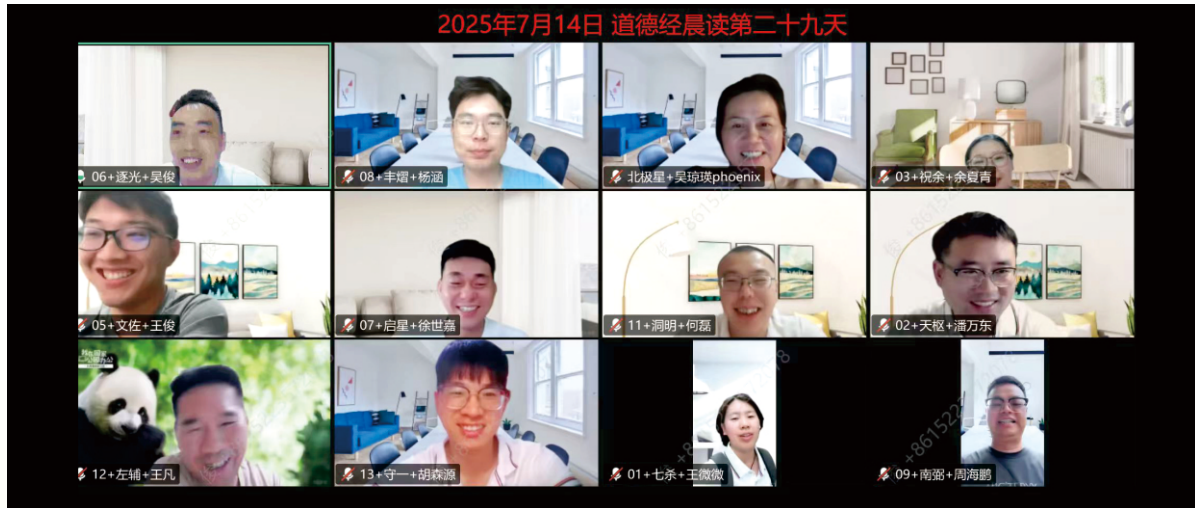 2025年7月14日 道德经晨读第二十九天
06+逐光+吴俊
08+丰熠+杨涵
北极星+吴琼瑛phoenix
03+祝余+余夏青
05+文佐+王俊
07+启星+徐世嘉
11+洞明+何磊
02+天枢+潘万东
12+左辅+王凡
13+守一+胡森源
01+七杀+王微微
09+南弼+周海鹏